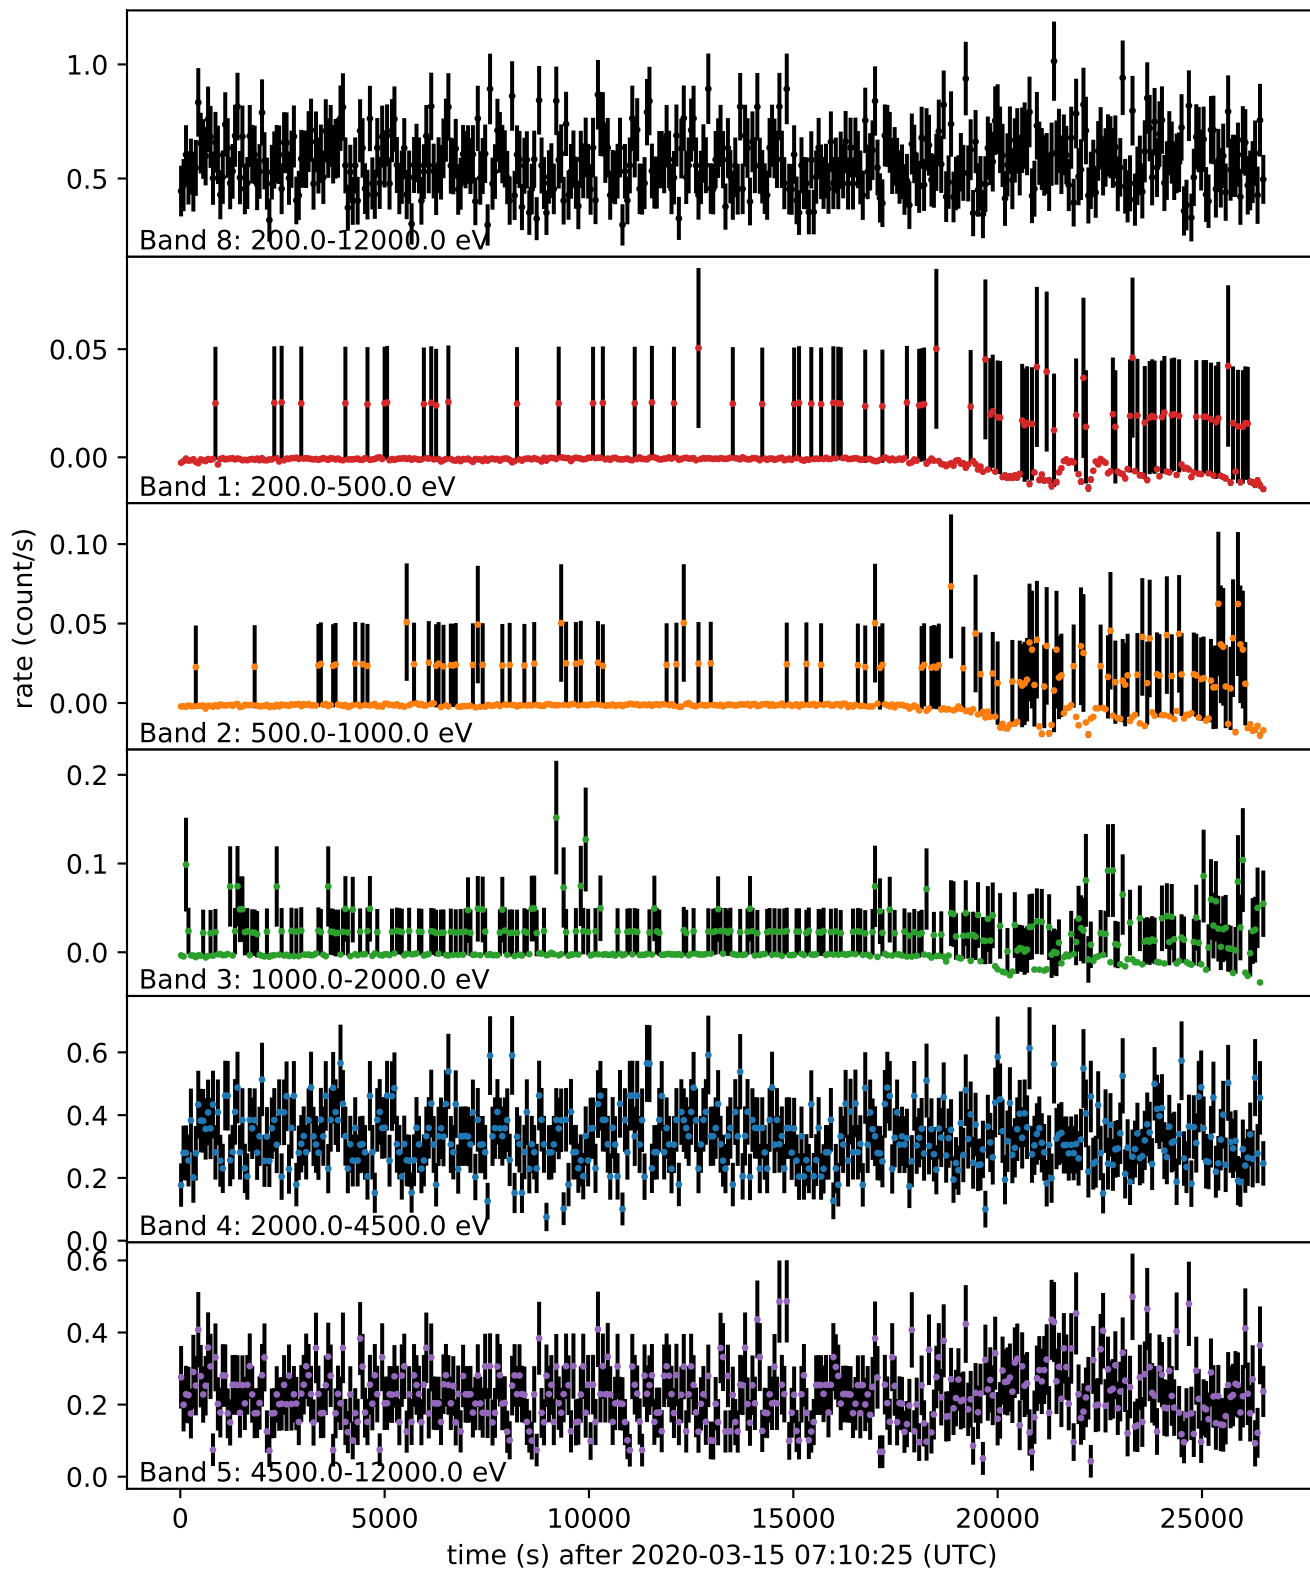 1.0
0.5
Band 8: 200.0-12000.0 eV
0.05
0.00
Band 1: 200.0-500.0 eV
rate (count/s)
0.10
0.05
0.00
Band 2: 500.0-1000.0 eV
0.2
0.1
0.0
Band 3: 1000.0-2000.0 eV
0.6
0.4
0.2
0.0
Band 4: 2000.0-4500.0 eV
0.6
0.4
0.2
0.0
Band 5: 4500.0-12000.0 eV
0 5000 10000 15000 20000 25000
time (s) after 2020-03-15 07:10:25 (UTC)